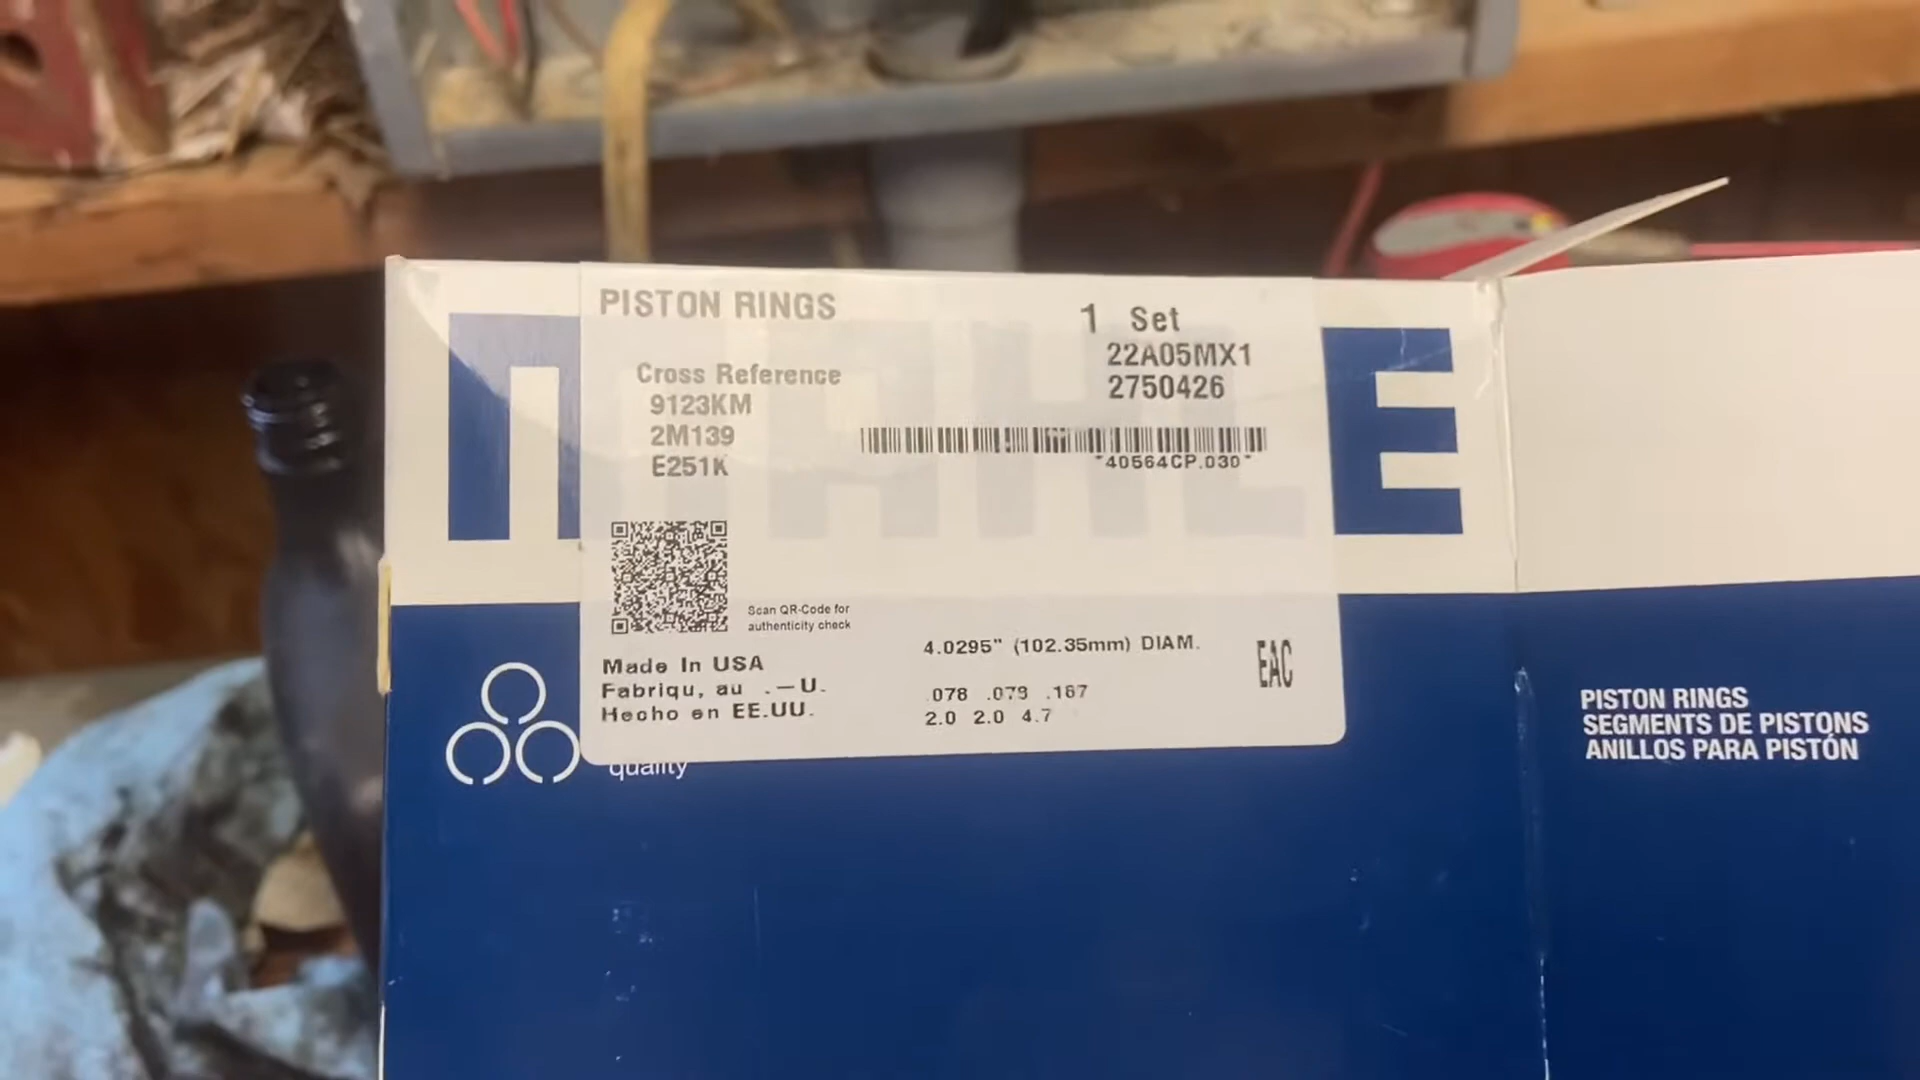 PISTON RINGS
1 Set
22A05MX1
2750426
Cross Reference
9123KM
2M139
E251K
*40564CP.030*
MAHLE
Scan QR-Code for
authenticity check
4.0295" (102.35mm) DIAM.
EAC
Made In USA
Fabriqu, au .—U.
Hecho en EE.UU.
.078 .079 .187
2.0 2.0 4.7
quality
PISTON RINGS
SEGMENTS DE PISTONS
ANILLOS PARA PISTÓN